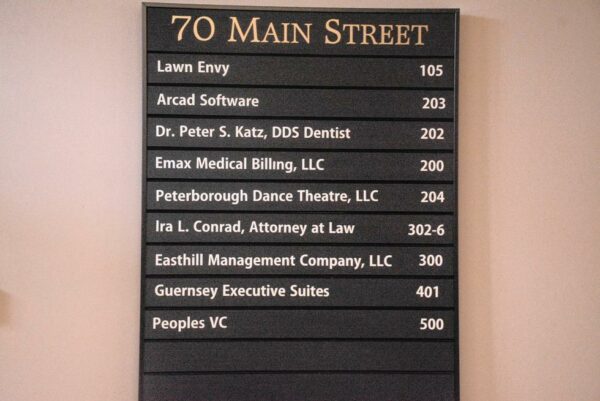 70 MAIN STREET
Lawn Envy 105
Arcad Software 203
Dr. Peter S. Katz, DDS Dentist 202
Emax Medical Billing, LLC 200
Peterborough Dance Theatre, LLC 204
Ira L. Conrad, Attorney at Law 302-6
Easthill Management Company, LLC 300
Guernsey Executive Suites 401
Peoples VC 500